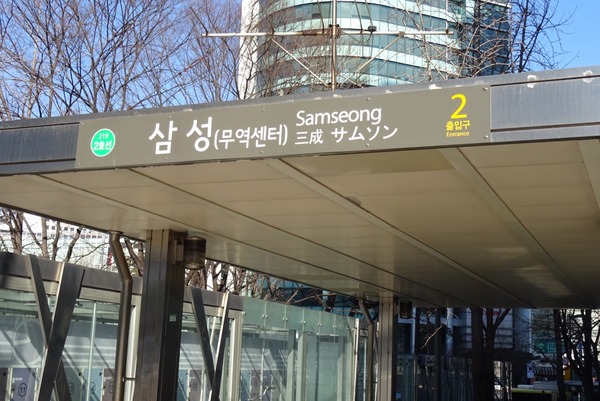 219
2호선
삼성(무역센터)
Samseong
三成 サムソン
2
출입구
Entrance
11